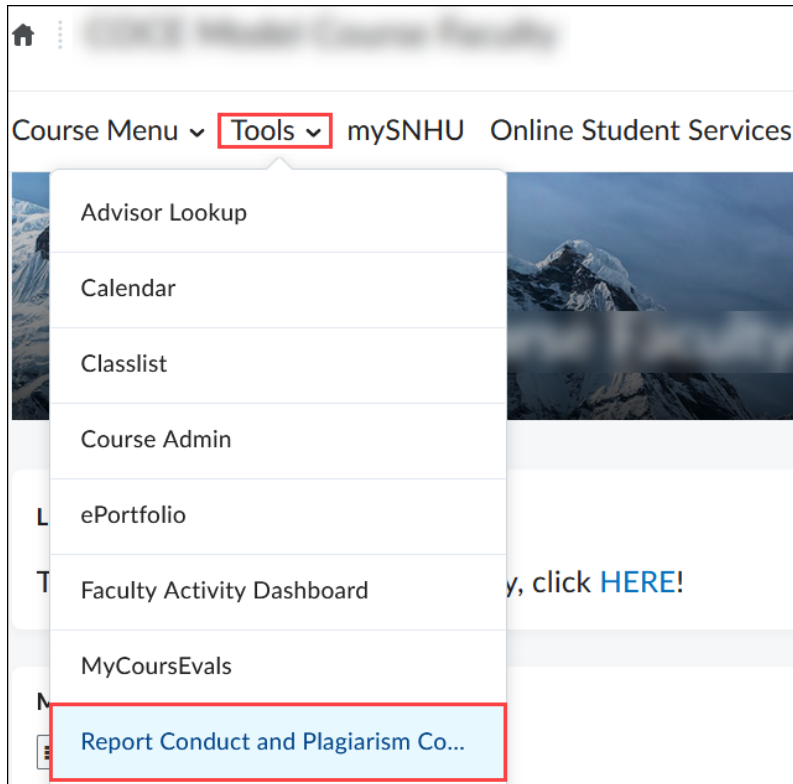 Course Menu Tools mySNHU Online Student Services
Advisor Lookup
Calendar
Classlist
Course Admin
ePortfolio
L
T
Faculty Activity Dashboard
y, click HERE!
MyCoursEvals
M
Report Conduct and Plagiarism Co...